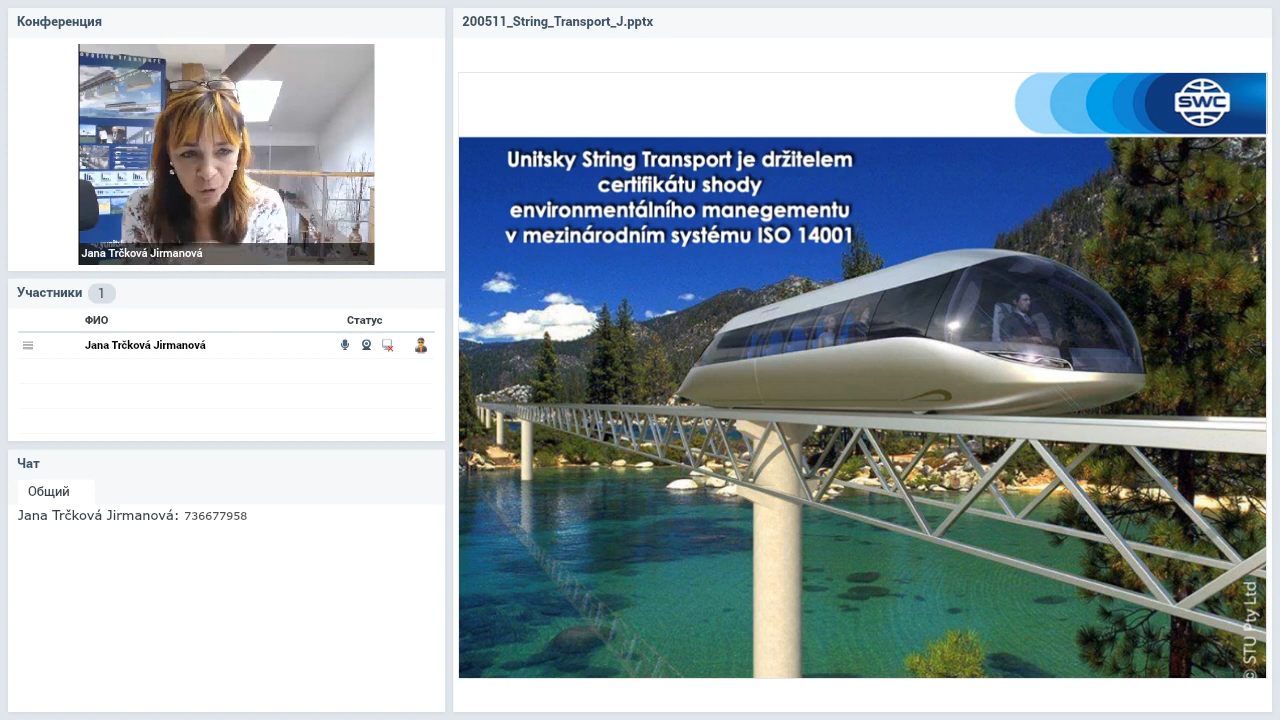 Конференция
Jana Trčková Jirmanová
Участники 1
ФИО Статус
Jana Trčková Jirmanová
Чат
Общий
Jana Trčková Jirmanová: 736677958
200511_String_Transport_J.pptx
SWC
Unitsky String Transport je držitelem
certifikátu shody
environmentálního manegementu
v mezinárodním systému ISO 14001
© STU Pty Ltd